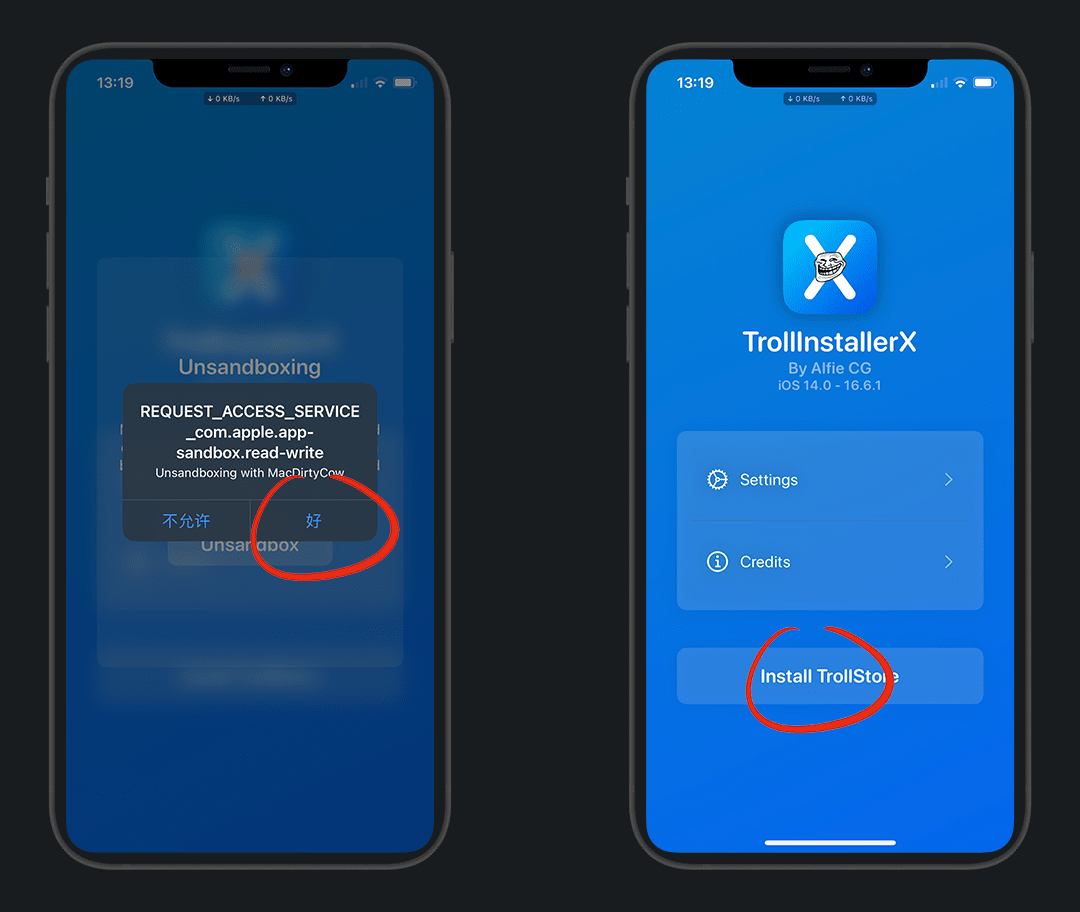 13:19
↓ 0 KB/s ↑ 0 KB/s
Unsandboxing
REQUEST_ACCESS_SERVICE
_com.apple.app-
sandbox.read-write
Unsandboxing with MacDirtyCow
不允许 好
Unsandbox
13:19
↓ 0 KB/s ↑ 0 KB/s
TrollInstallerX
By Alfie CG
iOS 14.0 - 16.6.1
Settings
Credits
Install TrollStore